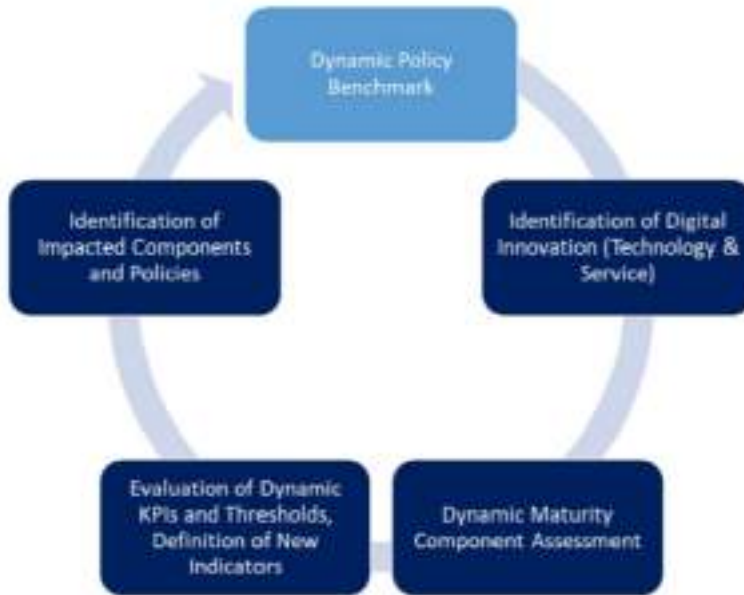 Dynamic Policy
Benchmark
Identification of Digital
Innovation (Technology &
Service)
Dynamic Maturity
Component Assessment
Evaluation of Dynamic
KPIs and Thresholds,
Definition of New
Indicators
Identification of
Impacted Components
and Policies